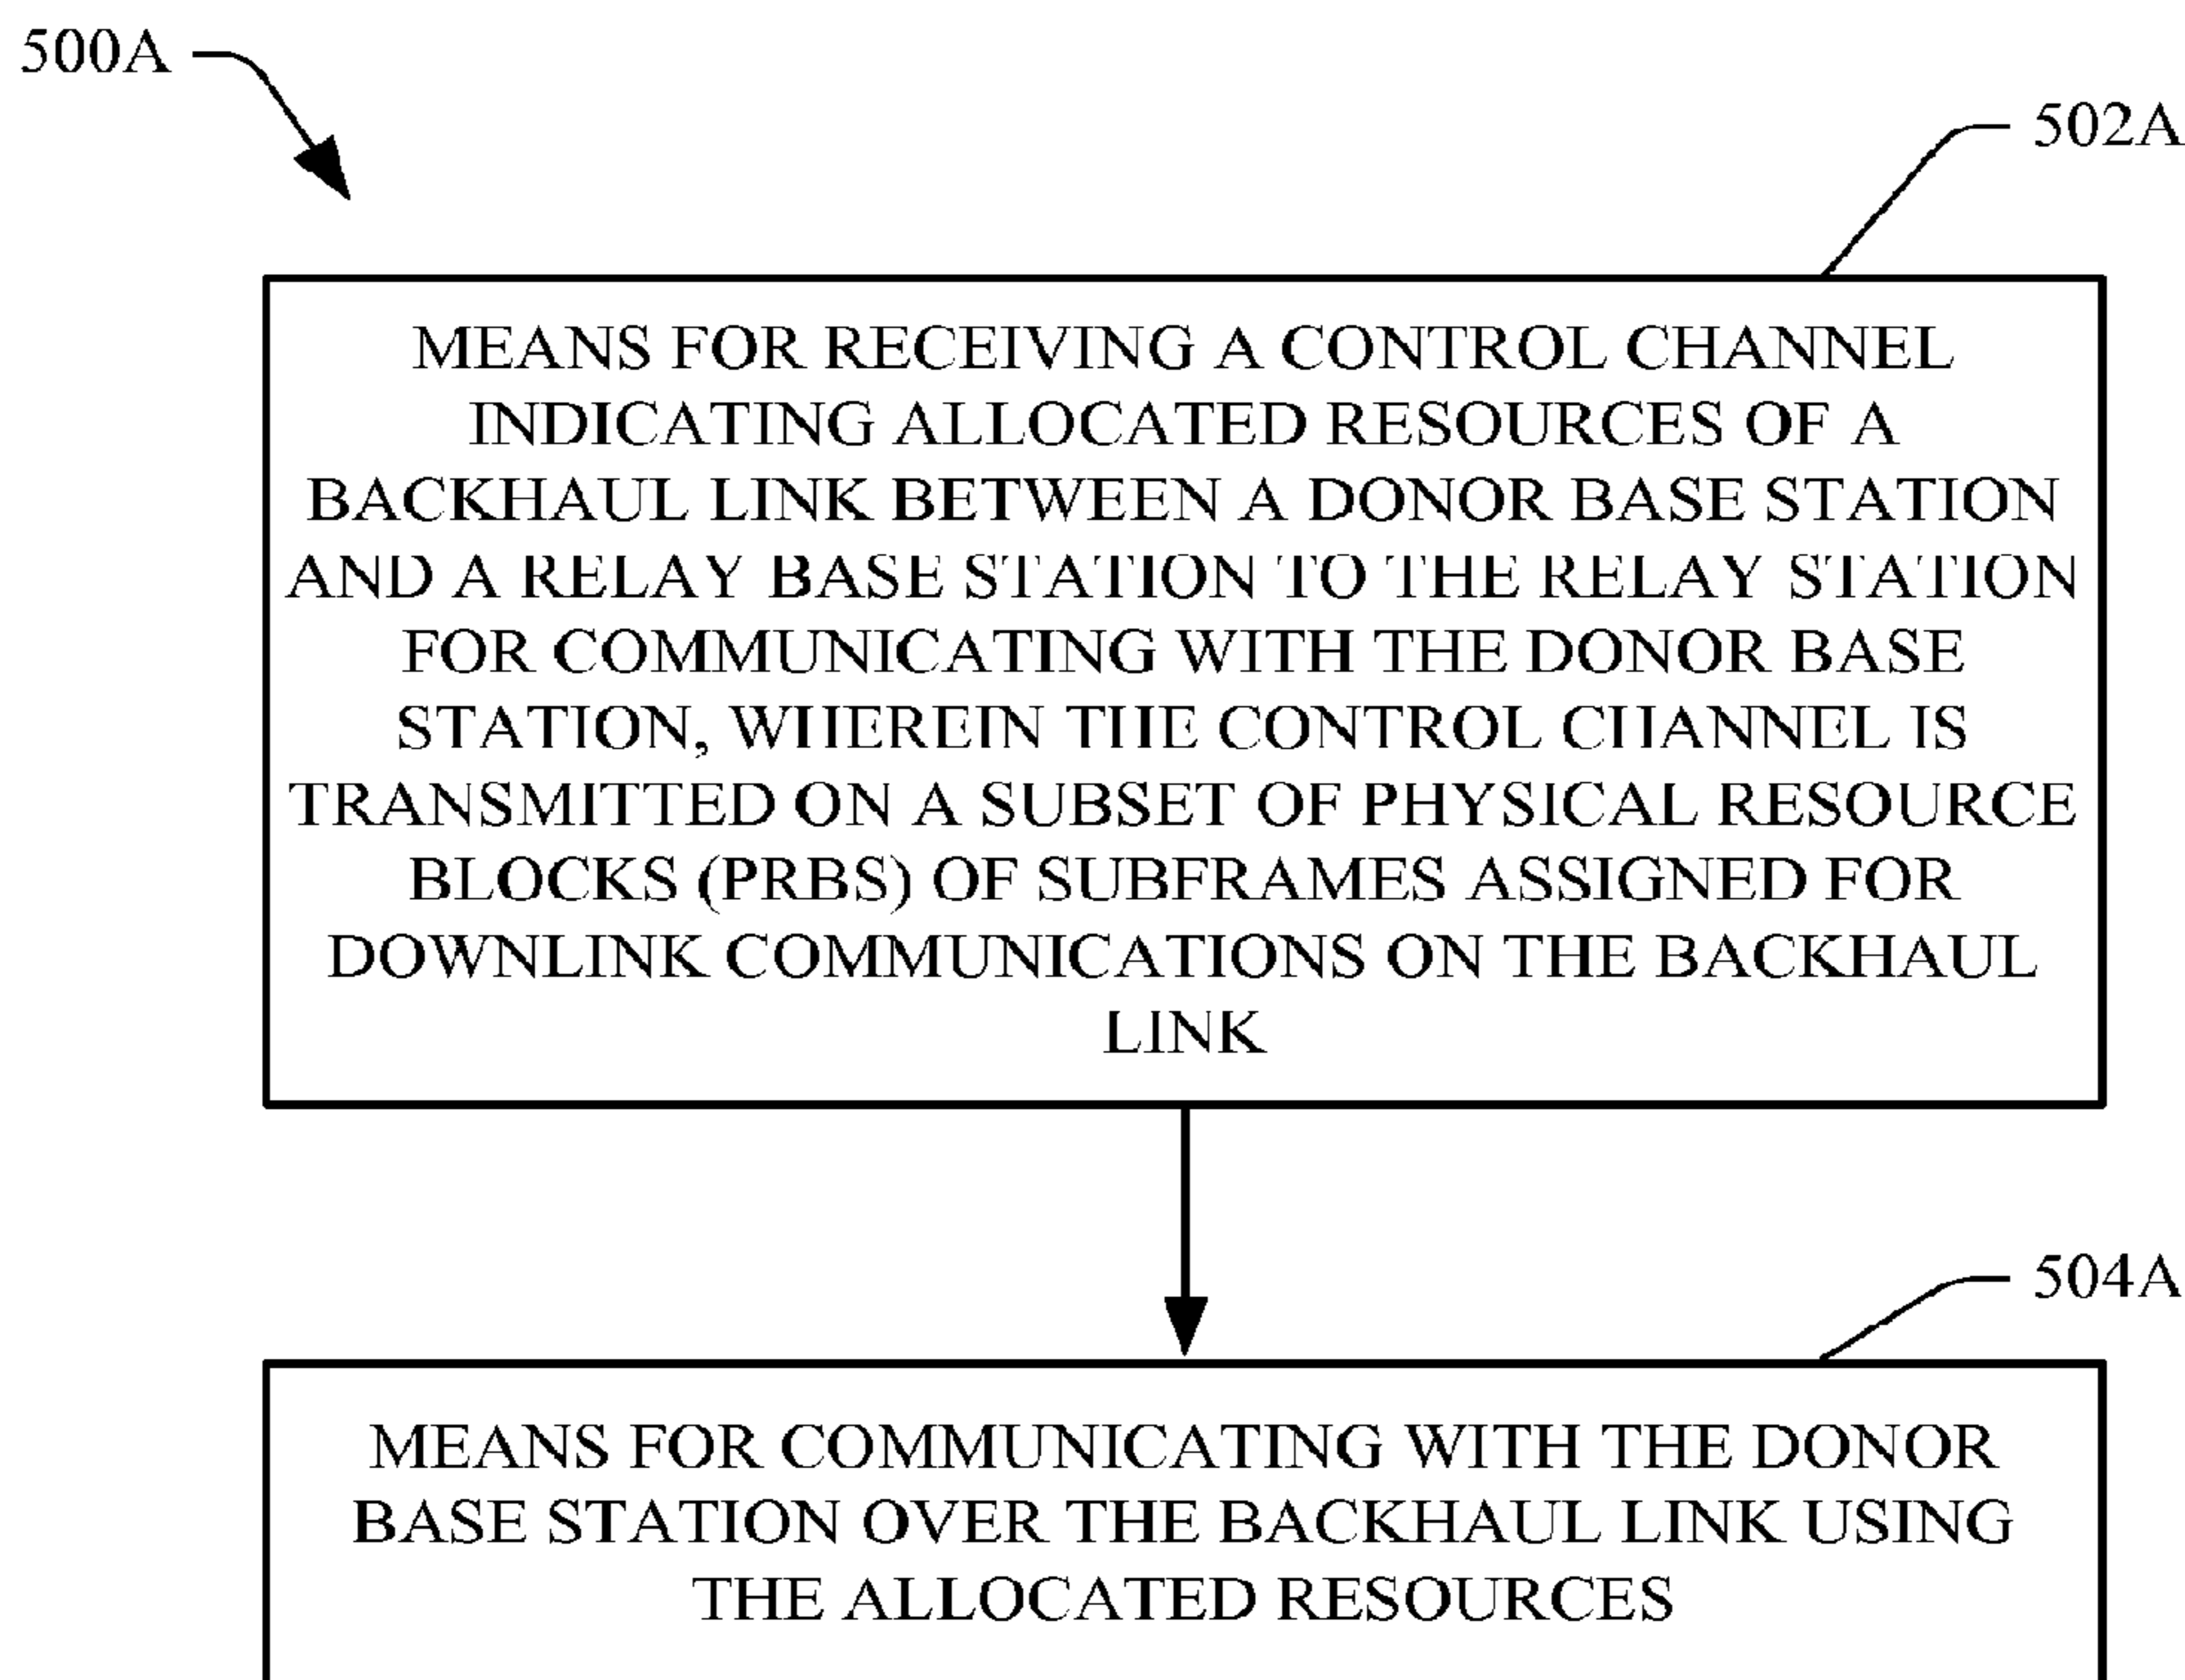 500A
502A
MEANS FOR RECEIVING A CONTROL CHANNEL
INDICATING ALLOCATED RESOURCES OF A
BACKHAUL LINK BETWEEN A DONOR BASE STATION
AND A RELAY BASE STATION TO THE RELAY STATION
FOR COMMUNICATING WITH THE DONOR BASE
STATION, WHEREIN THE CONTROL CHANNEL IS
TRANSMITTED ON A SUBSET OF PHYSICAL RESOURCE
BLOCKS (PRBS) OF SUBFRAMES ASSIGNED FOR
DOWNLINK COMMUNICATIONS ON THE BACKHAUL
LINK
504A
MEANS FOR COMMUNICATING WITH THE DONOR
BASE STATION OVER THE BACKHAUL LINK USING
THE ALLOCATED RESOURCES